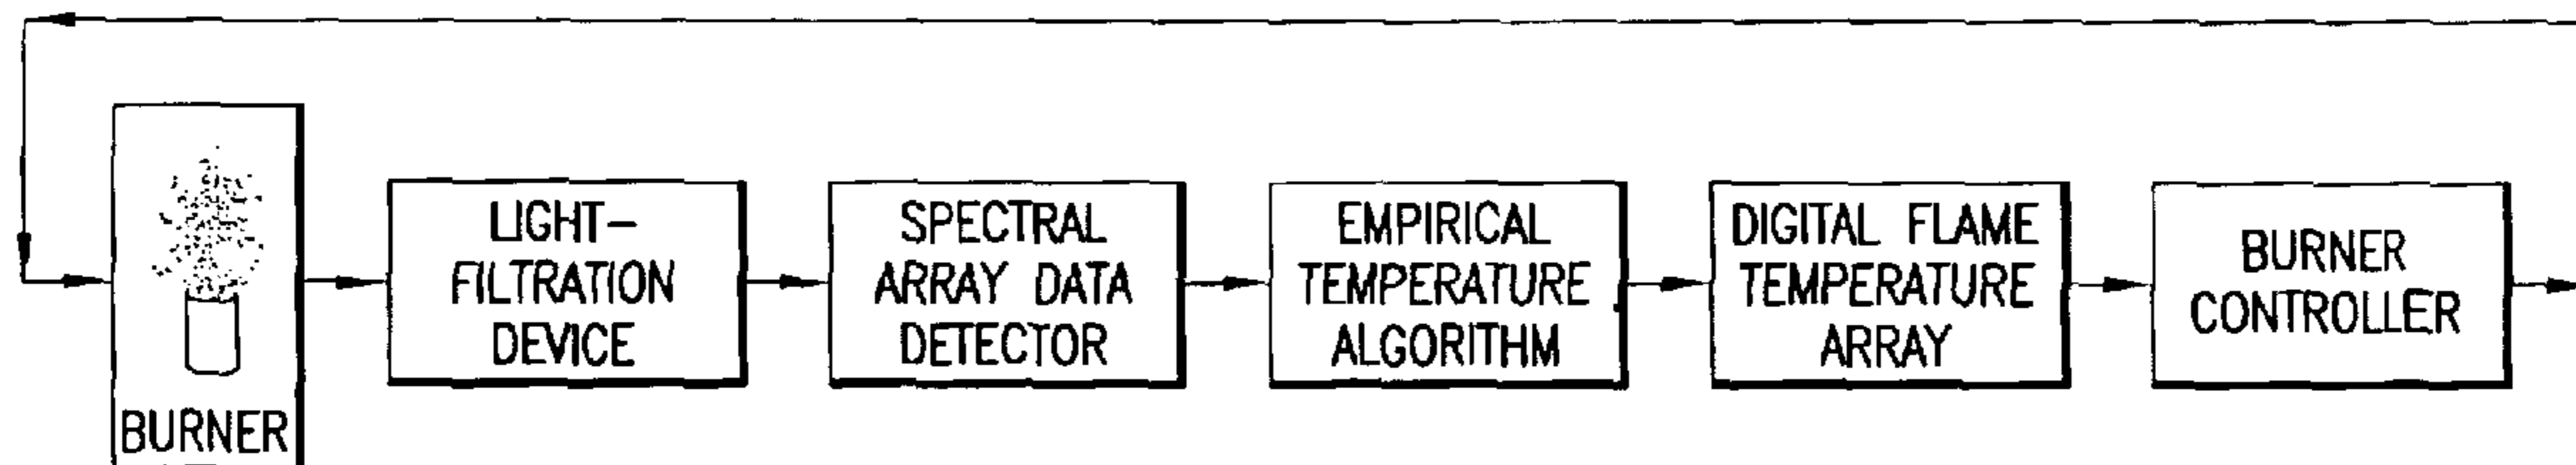 BURNER
LIGHT-
FILTRATION
DEVICE
SPECTRAL
ARRAY DATA
DETECTOR
EMPIRICAL
TEMPERATURE
ALGORITHM
DIGITAL FLAME
TEMPERATURE
ARRAY
BURNER
CONTROLLER